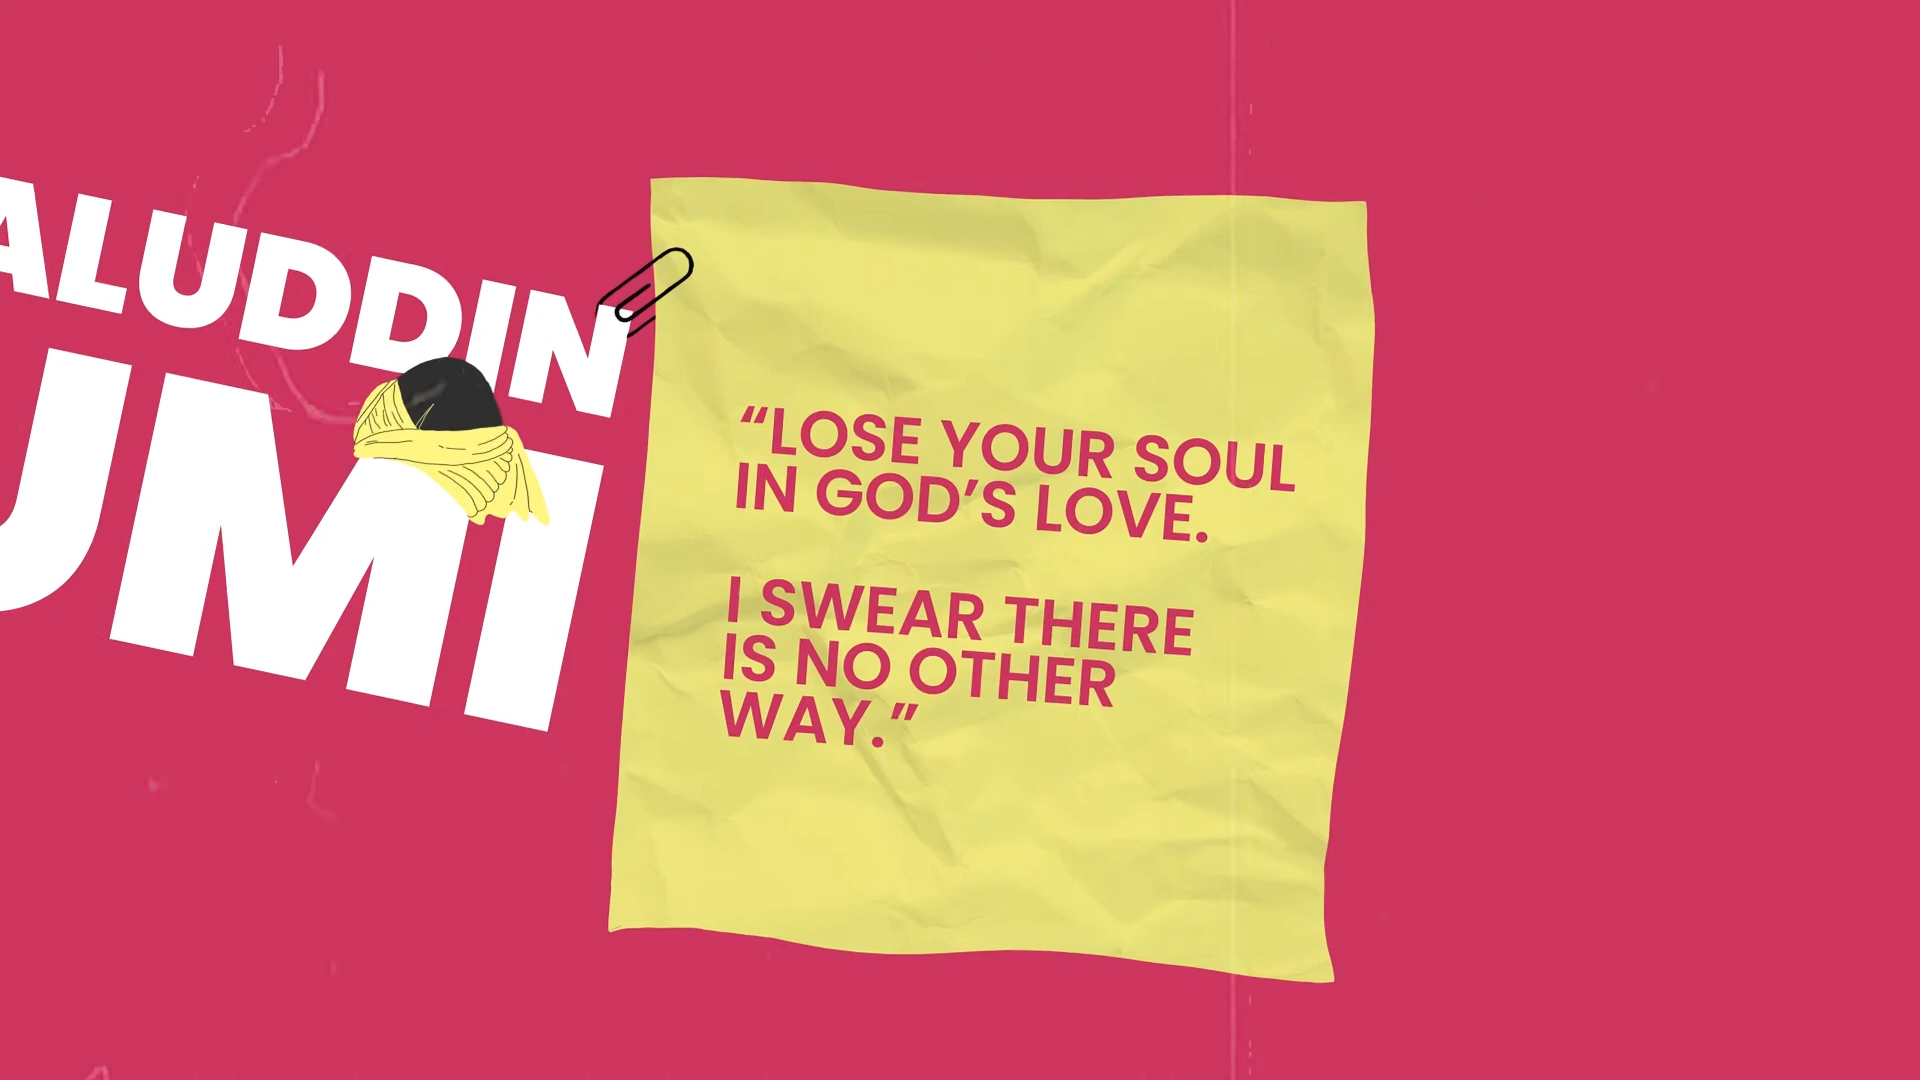 ALUDDIN
UMI
“LOSE YOUR SOUL
IN GOD’S LOVE.
I SWEAR THERE
IS NO OTHER
WAY.”